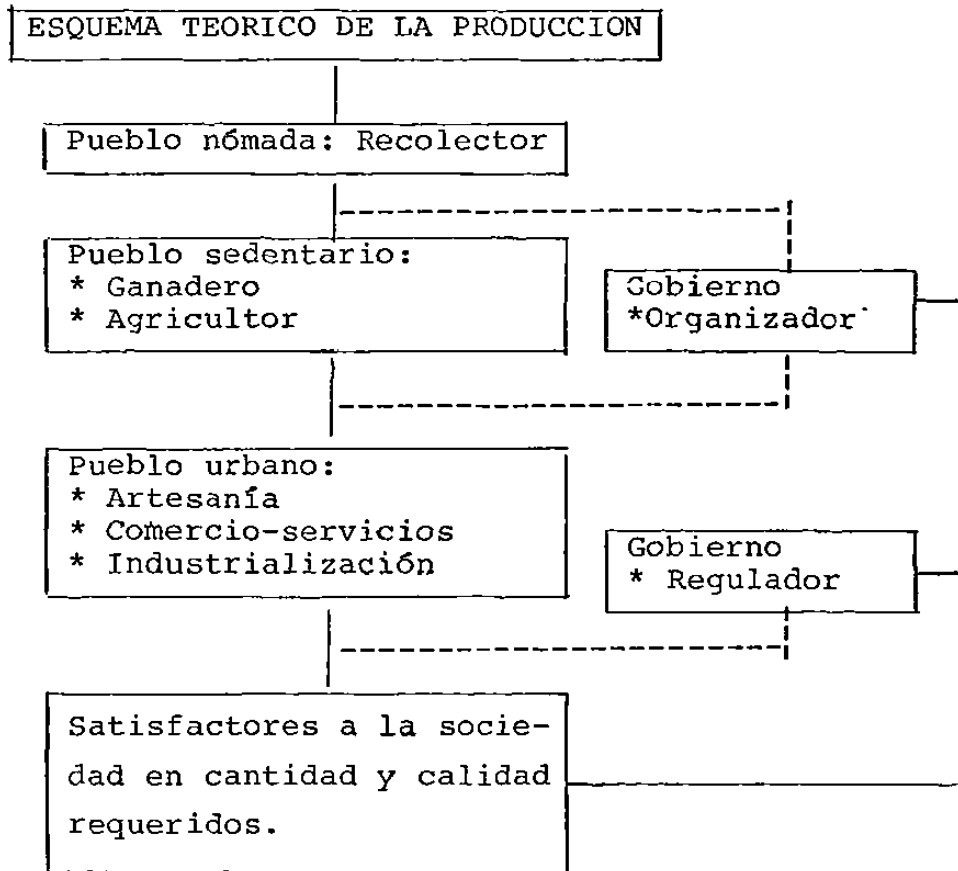 ESQUEMA TEORICO DE LA PRODUCCION
Pueblo nómada: Recolector
Pueblo sedentario:
* Ganadero
* Agricultor
Gobierno
*Organizador
Pueblo urbano:
* Artesanía
* Comercio-servicios
* Industrialización
Gobierno
* Regulador
Satisfactores a la socie-
dad en cantidad y calidad
requeridos.